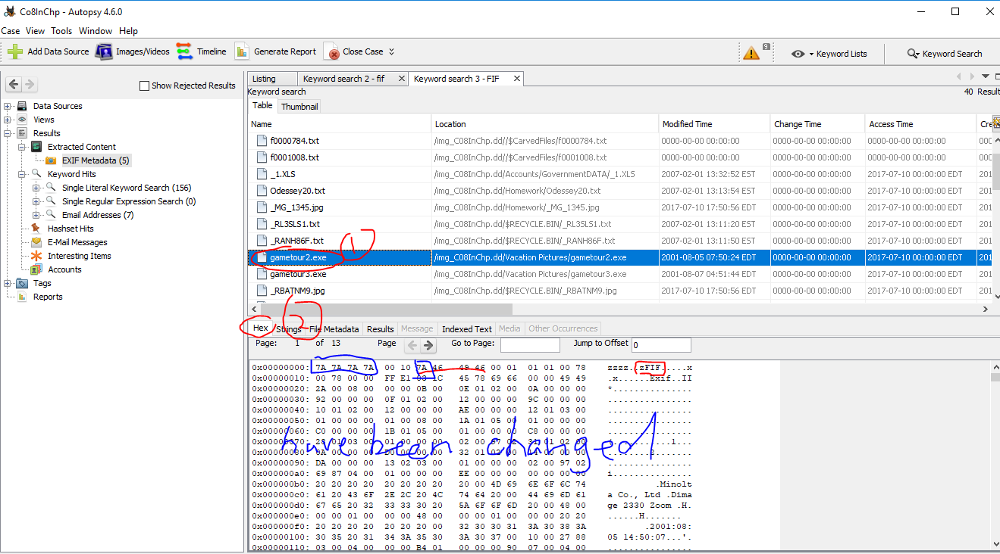 Co8InChp - Autopsy 4.6.0
Case View Tools Window Help
Add Data Source Images/Videos Timeline Generate Report Close Case 9 Keyword Lists Keyword Search
Show Rejected Results
Data Sources
Views
Results
Extracted Content
EXIF Metadata (5)
Keyword Hits
Single Literal Keyword Search (156)
Single Regular Expression Search (0)
Email Addresses (7)
Hashset Hits
E-Mail Messages
Interesting Items
Accounts
Tags
Reports
Listing Keyword search 2 - fif Keyword search 3 - FIF
Keyword search 40 Result
Table Thumbnail
Name Location Modified Time Change Time Access Time Cre
f0000784.txt /img_C08InChp.dd//$CarvedFiles/f0000784.txt 0000-00-00 00:00:00 0000-00-00 00:00:00 0000-00-00 00:00:00 000
f0001008.txt /img_C08InChp.dd//$CarvedFiles/f0001008.txt 0000-00-00 00:00:00 0000-00-00 00:00:00 0000-00-00 00:00:00 000
_1.XLS /img_C08InChp.dd/Accounts/GovernmentDATA/_1.XLS 2007-02-01 13:32:52 EST 0000-00-00 00:00:00 2017-07-10 00:00:00 EDT 201
Odessey20.txt /img_C08InChp.dd/Homework/Odessey20.txt 2007-02-01 13:13:54 EST 0000-00-00 00:00:00 2017-07-10 00:00:00 EDT 201
_MG_1345.jpg /img_C08InChp.dd/Homework/_MG_1345.jpg 2017-07-10 17:50:56 EDT 0000-00-00 00:00:00 2017-07-10 00:00:00 EDT 201
_RL3SLS1.txt /img_C08InChp.dd/$RECYCLE.BIN/_RL3SLS1.txt 2007-02-01 13:11:20 EST 0000-00-00 00:00:00 2017-07-10 00:00:00 EDT 201
_RANH86F.txt /img_C08InChp.dd/$RECYCLE.BIN/_RANH86F.txt 2007-02-01 13:11:50 EST 0000-00-00 00:00:00 2017-07-10 00:00:00 EDT 201
gametour2.exe 1 /img_C08InChp.dd/Vacation Pictures/gametour2.exe 2001-08-05 07:50:24 EDT 0000-00-00 00:00:00 2017-07-10 00:00:00 EDT 201
gametour3.exe /img_C08InChp.dd/Vacation Pictures/gametour3.exe 2001-08-07 04:51:44 EDT 0000-00-00 00:00:00 2017-07-10 00:00:00 EDT 201
_RBATNM9.jpg /img_C08InChp.dd/$RECYCLE.BIN/_RBATNM9.jpg 2017-07-10 17:50:56 EDT 0000-00-00 00:00:00 2017-07-10 00:00:00 EDT 201
2
Hex Strings File Metadata Results Message Indexed Text Media Other Occurrences
Page: 1 of 13 Page Go to Page: Jump to Offset 0
0x00000000: 7A 7A 7A 7A 00 10 7A 46 49 46 00 01 01 01 00 78 zzzz..zFIF.....x
0x00000010: 00 78 00 00 FF E1 1C 45 78 69 66 00 00 49 49 .x......Exif..II
0x00000020: 2A 00 08 00 00 00 0B 00 0E 01 02 00 0A 00 00 00 *...............
0x00000030: 92 00 00 00 0F 01 02 00 12 00 00 00 9C 00 00 00 ................
0x00000040: 10 01 02 00 12 00 00 00 AE 00 00 00 12 01 03 00 ................
0x00000050: 01 00 00 00 01 00 08 00 1A 01 05 00 01 00 00 00 ................
0x00000060: C0 00 00 00 1B 01 05 00 01 00 00 00 C8 00 00 00 ................
have been changed
0x00000090: DA 00 00 00 13 02 03 00 01 00 00 00 02 00 97 02 ................
0x000000a0: 69 87 04 00 01 00 00 00 EE 00 00 00 00 00 00 00 i...............
0x000000b0: 20 20 20 20 20 20 20 20 20 00 4D 69 6E 6F 6C 74 .Minolt
0x000000c0: 61 20 43 6F 2E 2C 20 4C 74 64 20 00 44 69 6D 61 a Co., Ltd .Dima
0x000000d0: 67 65 20 32 33 33 30 20 5A 6F 6F 6D 20 00 48 00 ge 2330 Zoom .H.
0x000000e0: 00 00 01 00 00 00 48 00 00 00 01 00 00 00 20 20 ......H.......
0x000000f0: 20 20 20 20 20 20 20 00 32 30 30 31 3A 30 38 3A .2001:08:
0x00000100: 30 35 20 31 34 3A 35 30 3A 30 37 00 10 00 27 88 05 14:50:07...'.
0x00000110: 03 00 04 00 00 00 B4 01 00 00 00 90 07 00 04 00